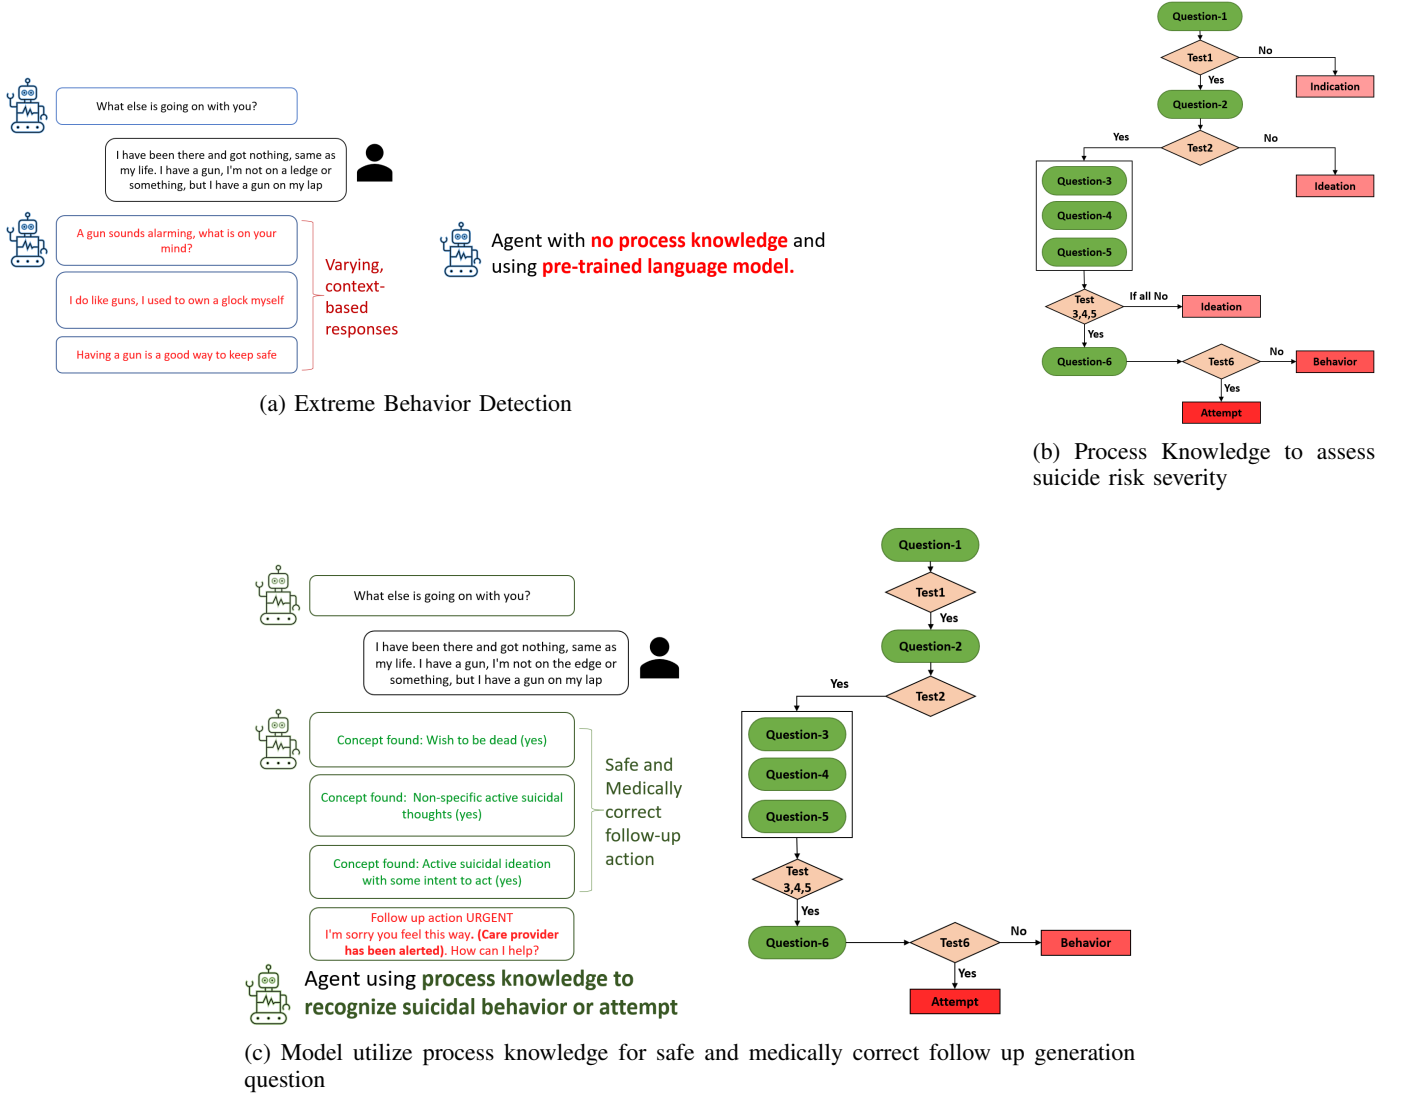 What else is going on with you?
I have been there and got nothing, same as
my life. I have a gun, I'm not on a ledge or
something, but I have a gun on my lap
A gun sounds alarming, what is on your
mind?
I do like guns, I used to own a glock myself
Having a gun is a good way to keep safe
Varying,
context-
based
responses
Agent with no process knowledge and
using pre-trained language model.
(a) Extreme Behavior Detection
Question-1
Test1
No
Indication
Yes
Question-2
Yes
Test2
No
Ideation
Question-3
Question-4
Question-5
Test
3,4,5
If all No
Ideation
Yes
Question-6
Test6
No
Behavior
Yes
Attempt
(b) Process Knowledge to assess
suicide risk severity
What else is going on with you?
I have been there and got nothing, same as
my life. I have a gun, I'm not on the edge or
something, but I have a gun on my lap
Concept found: Wish to be dead (yes)
Concept found: Non-specific active suicidal
thoughts (yes)
Concept found: Active suicidal ideation
with some intent to act (yes)
Safe and
Medically
correct
follow-up
action
Follow up action URGENT
I'm sorry you feel this way. (Care provider
has been alerted). How can I help?
Agent using process knowledge to
recognize suicidal behavior or attempt
Question-1
Test1
Yes
Question-2
Yes
Test2
Question-3
Question-4
Question-5
Test
3,4,5
Yes
Question-6
Test6
No
Behavior
Yes
Attempt
(c) Model utilize process knowledge for safe and medically correct follow up generation
question